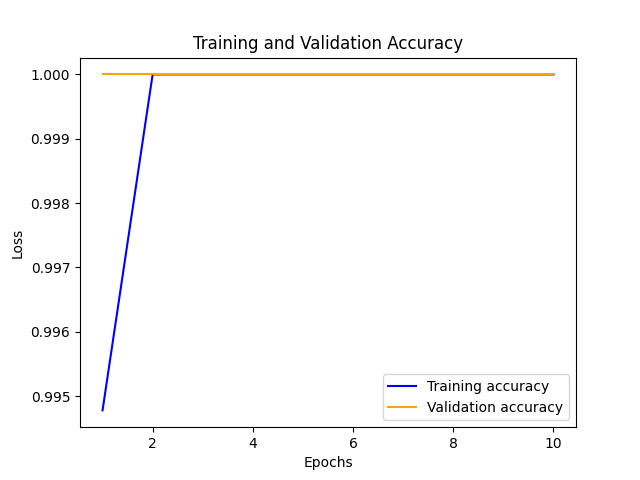 Training and Validation Accuracy
Loss
1.000
0.999
0.998
0.997
0.996
0.995
Training accuracy
Validation accuracy
2 4 6 8 10
Epochs